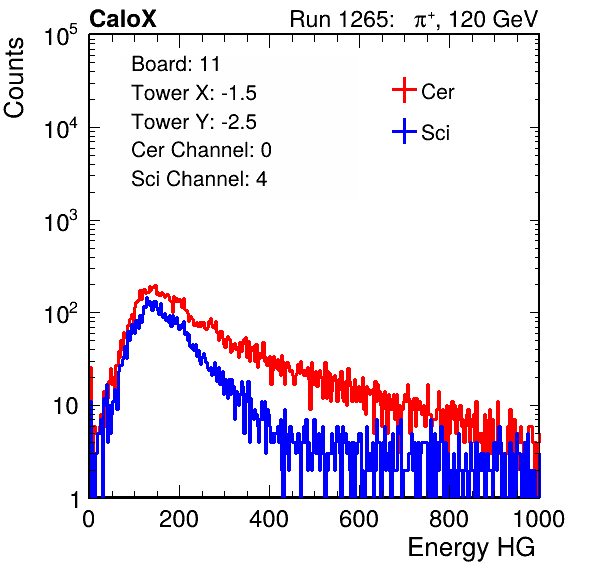 CaloX Run 1265: π⁺, 120 GeV
Board: 11
Tower X: -1.5
Tower Y: -2.5
Cer Channel: 0
Sci Channel: 4
Cer
Sci
Counts
10⁵
10⁴
10³
10²
10
1
0 200 400 600 800 1000
Energy HG